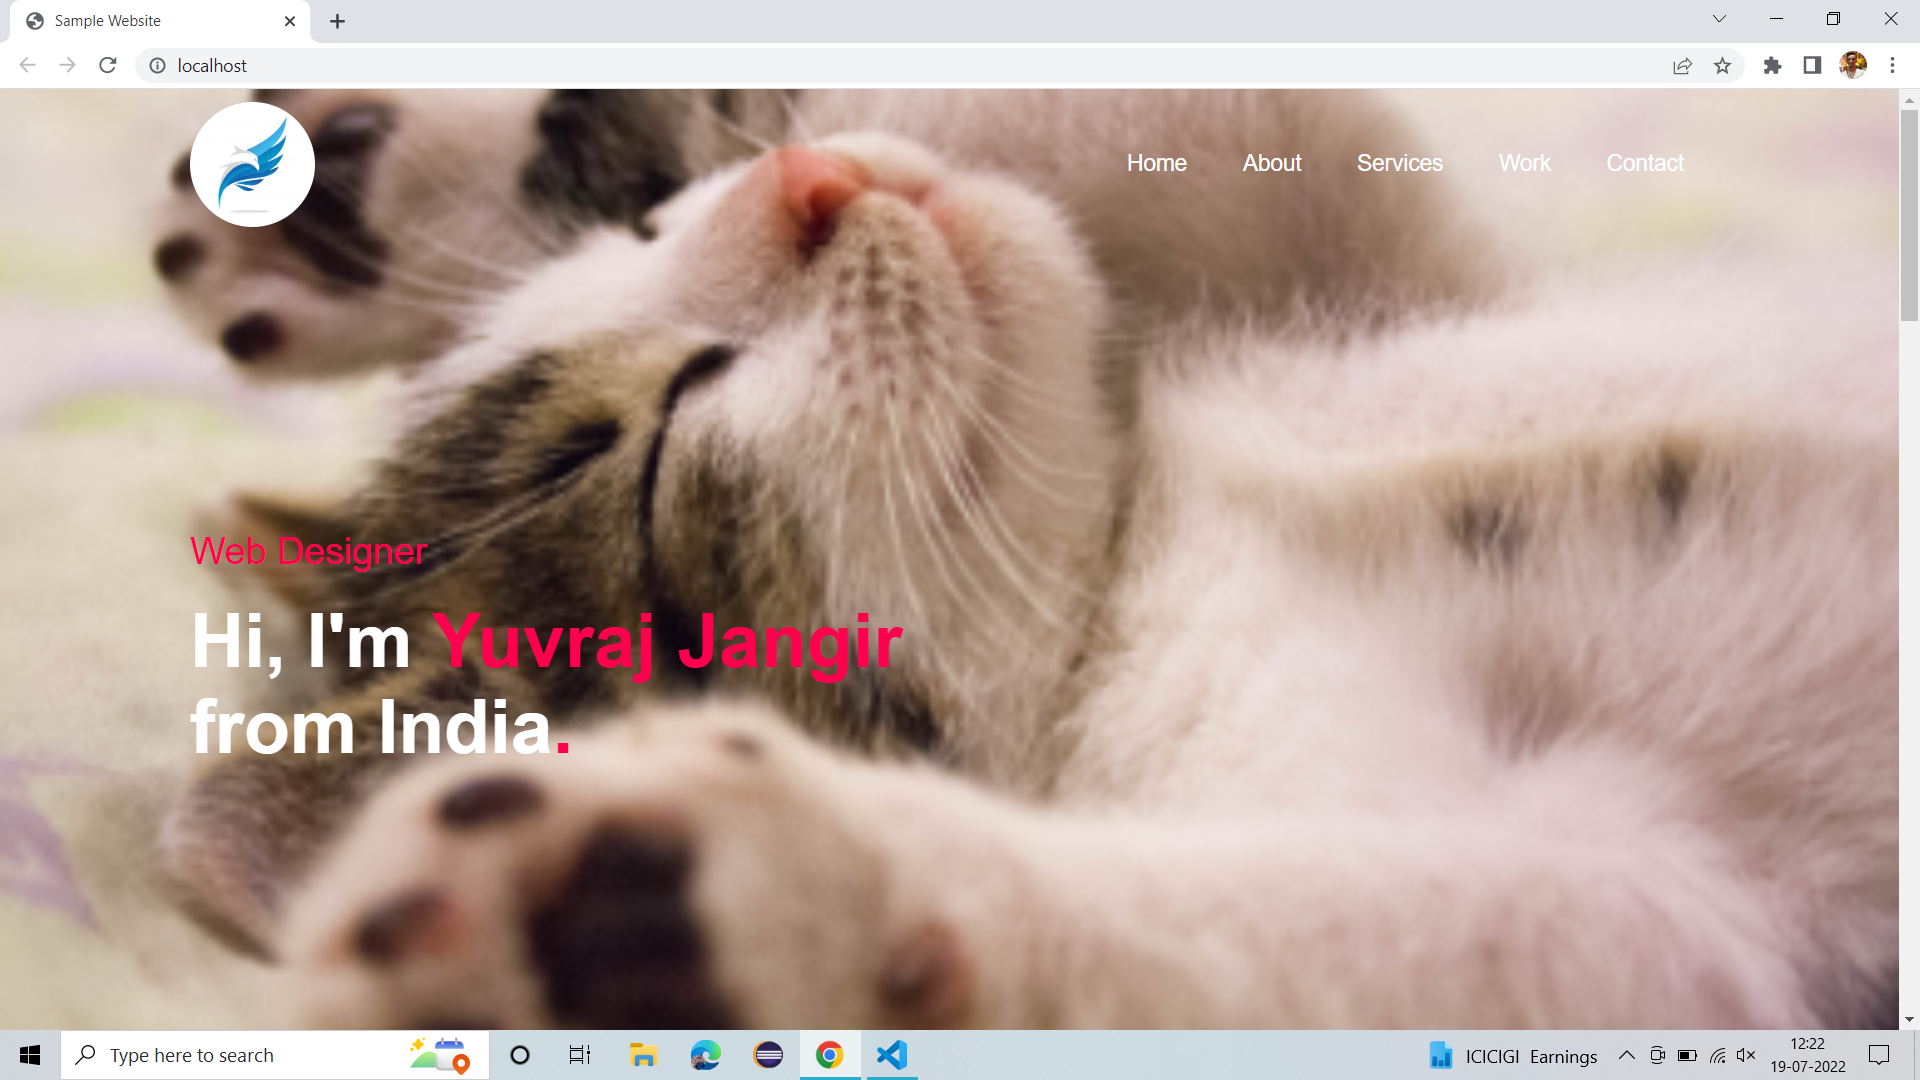 Sample Website
localhost
Home About Services Work Contact
Web Designer
Hi, I'm Yuvraj Jangir
from India.
Type here to search
ICICIGI Earnings
12:22
19-07-2022